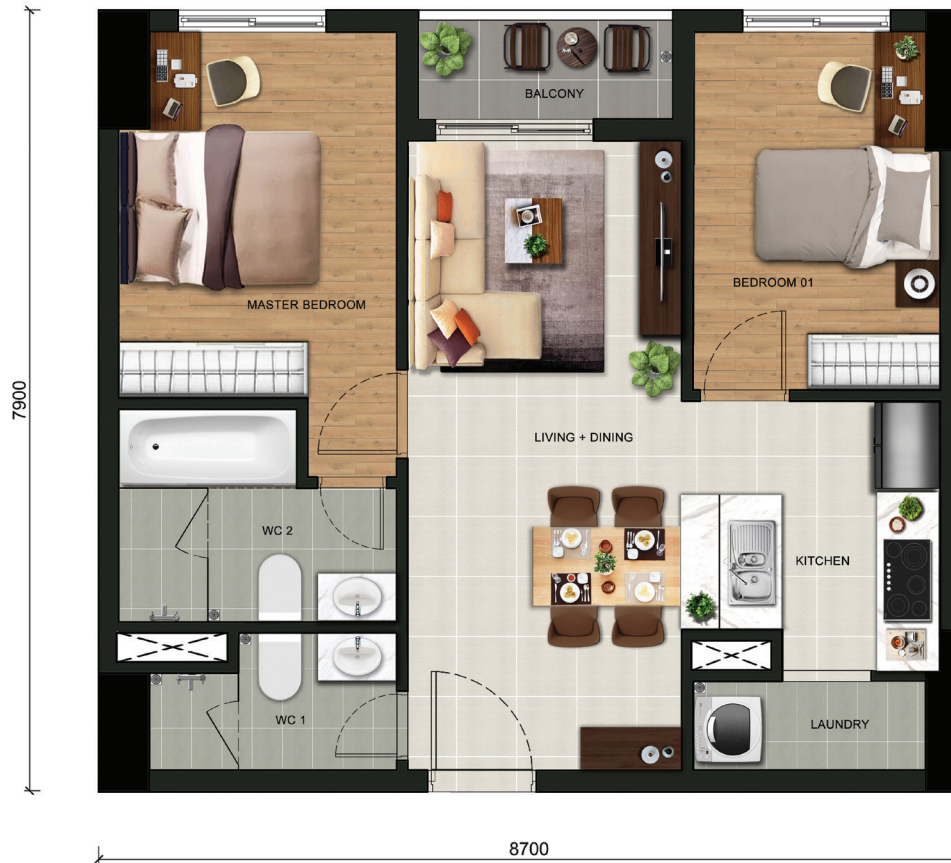 BALCONY
MASTER BEDROOM
BEDROOM 01
7900
LIVING + DINING
WC 2
KITCHEN
WC 1
LAUNDRY
8700